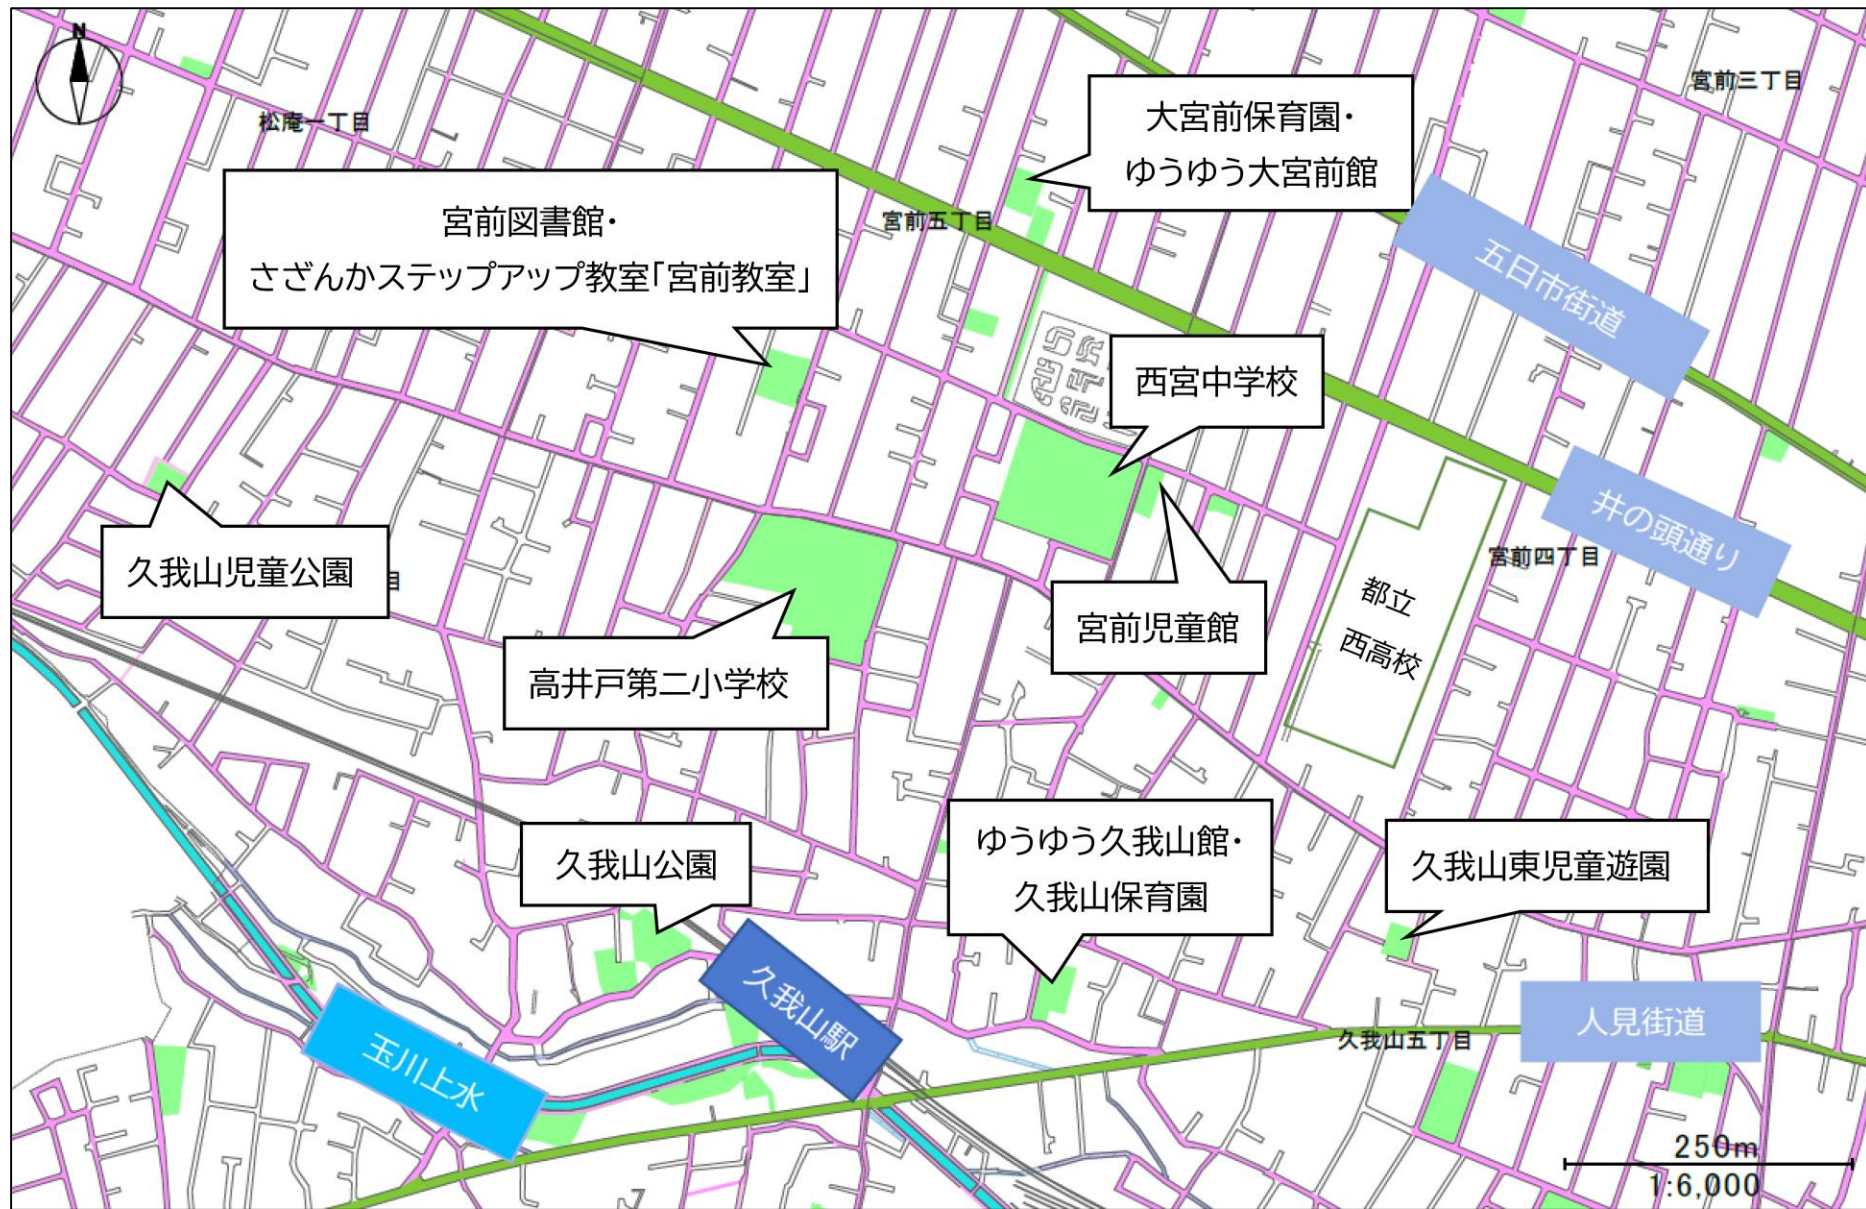 N
松庵一丁目
宮前三丁目
大宮前保育園・
ゆうゆう大宮前館
宮前図書館・
さざんかステップアップ教室「宮前教室」
宮前五丁目
五日市街道
西宮中学校
井の頭通り
久我山児童公園
目
宮前四丁目
都立
西高校
宮前児童館
高井戸第二小学校
久我山公園
ゆうゆう久我山館・
久我山保育園
久我山東児童遊園
久我山駅
人見街道
久我山五丁目
玉川上水
250m
1:6,000